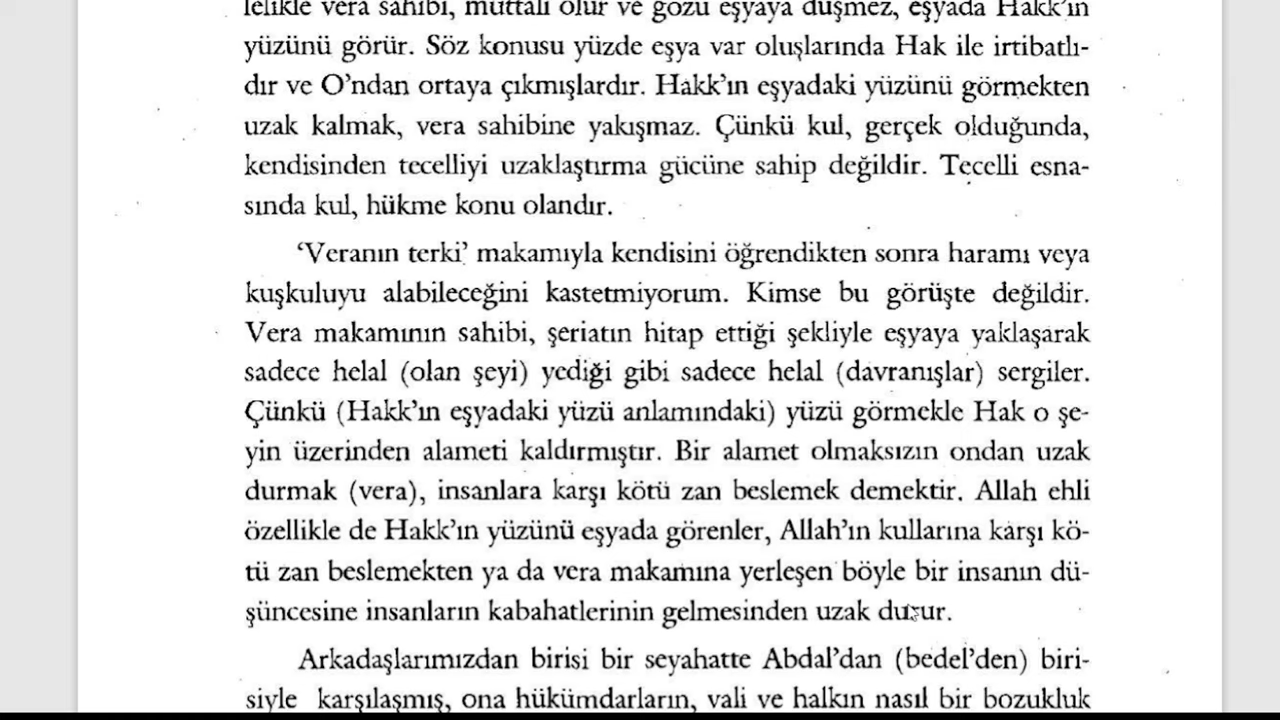 lelikle vera sahibi, muttaki olur ve gözü eşyaya düşmez, eşyada Hakk'ın
yüzünü görür. Söz konusu yüzde eşya var oluşlarında Hak ile irtibatlı-
dır ve O'ndan ortaya çıkmışlardır. Hakk'ın eşyadaki yüzünü görmekten
uzak kalmak, vera sahibine yakışmaz. Çünkü kul, gerçek olduğunda,
kendisinden tecelliyi uzaklaştırma gücüne sahip değildir. Tecelli esna-
sında kul, hükme konu olandır.
'Veranın terki' makamıyla kendisini öğrendikten sonra haramı veya
kuşkuluyu alabileceğini kastetmiyorum. Kimse bu görüşte değildir.
Vera makamının sahibi, şeriatın hitap ettiği şekliyle eşyaya yaklaşarak
sadece helal (olan şeyi) yediği gibi sadece helal (davranışlar) sergiler.
Çünkü (Hakk'ın eşyadaki yüzü anlamındaki) yüzü görmekle Hak o şe-
yin üzerinden alameti kaldırmıştır. Bir alamet olmaksızın ondan uzak
durmak (vera), insanlara karşı kötü zan beslemek demektir. Allah ehli
özellikle de Hakk'ın yüzünü eşyada görenler, Allah'ın kullarına karşı kö-
tü zan beslemekten ya da vera makamına yerleşen böyle bir insanın dü-
şüncesine insanların kabahatlerinin gelmesinden uzak durur.
Arkadaşlarımızdan birisi bir seyahatte Abdal'dan (bedel'den) biri-
siyle karşılaşmış, ona hükümdarların, vali ve halkın nasıl bir bozukluk